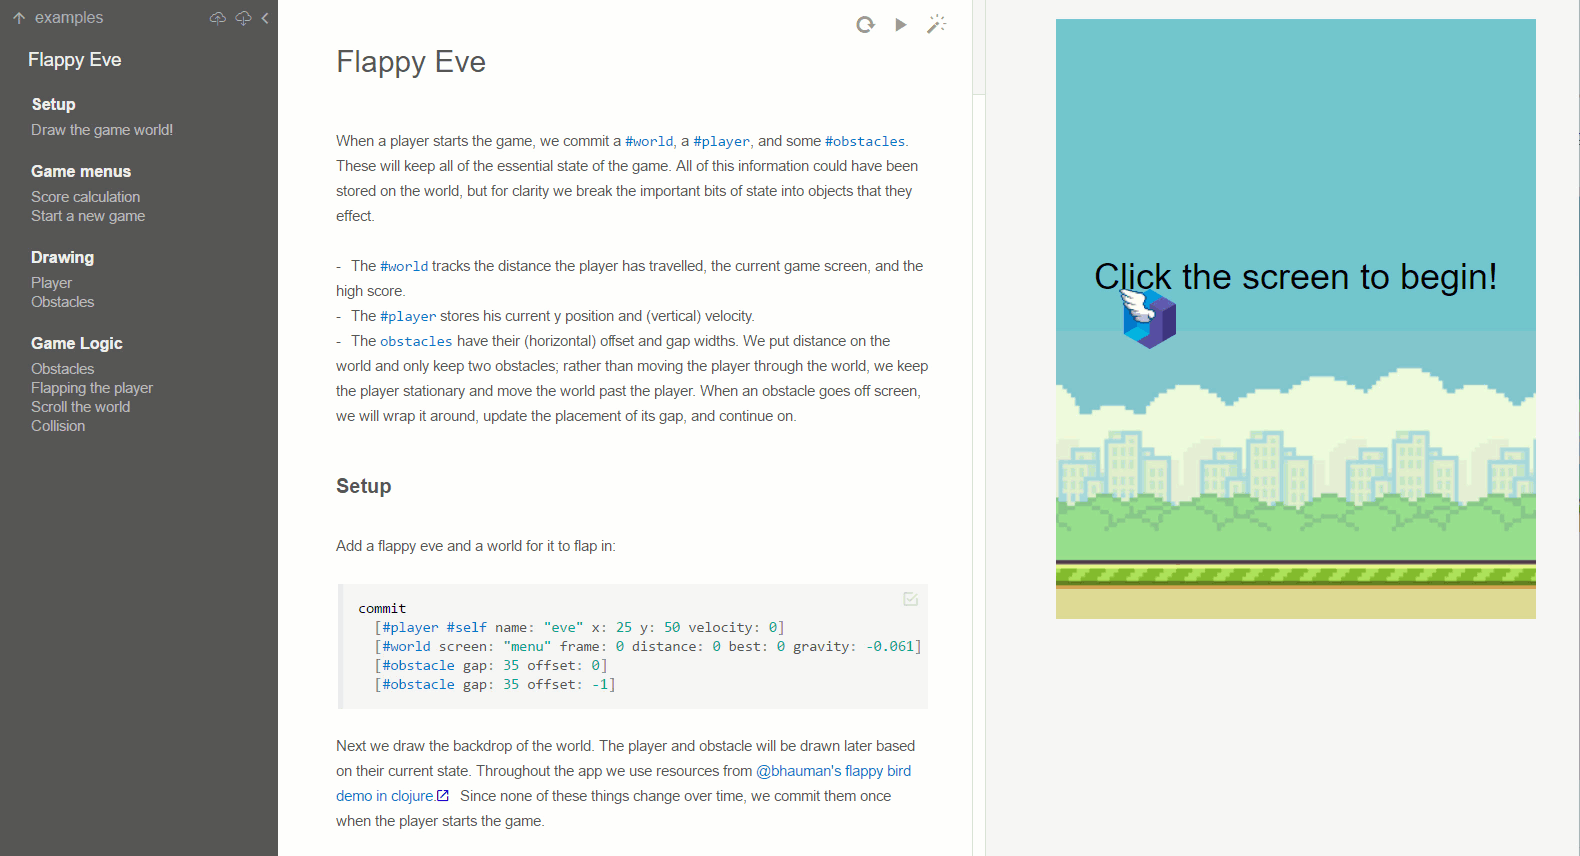 examples
Flappy Eve
Setup
Draw the game world!
Game menus
Score calculation
Start a new game
Drawing
Player
Obstacles
Game Logic
Obstacles
Flapping the player
Scroll the world
Collision
Flappy Eve
When a player starts the game, we commit a #world, a #player, and some #obstacles.
These will keep all of the essential state of the game. All of this information could have been
stored on the world, but for clarity we break the important bits of state into objects that they
effect.
- The #world tracks the distance the player has travelled, the current game screen, and the
high score.
- The #player stores his current y position and (vertical) velocity.
- The obstacles have their (horizontal) offset and gap widths. We put distance on the
world and only keep two obstacles; rather than moving the player through the world, we keep
the player stationary and move the world past the player. When an obstacle goes off screen,
we will wrap it around, update the placement of its gap, and continue on.
Setup
Add a flappy eve and a world for it to flap in:
commit
[#player #self name: "eve" x: 25 y: 50 velocity: 0]
[#world screen: "menu" frame: 0 distance: 0 best: 0 gravity: -0.061]
[#obstacle gap: 35 offset: 0]
[#obstacle gap: 35 offset: -1]
Next we draw the backdrop of the world. The player and obstacle will be drawn later based
on their current state. Throughout the app we use resources from @bhauman's flappy bird
demo in clojure. Since none of these things change over time, we commit them once
when the player starts the game.
Click the screen to begin!